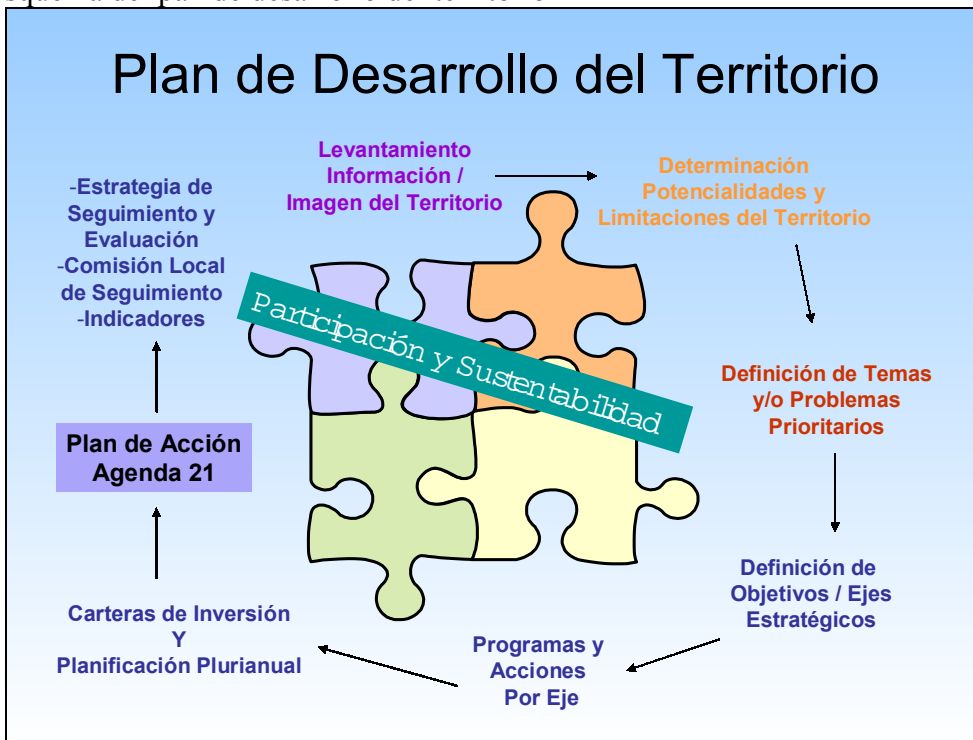 Plan de Desarrollo del Territorio
Levantamiento
Información /
Imagen del Territorio
Determinación
Potencialidades y
Limitaciones del Territorio
Definición de Temas
y/o Problemas
Prioritarios
Definición de
Objetivos / Ejes
Estratégicos
Programas y
Acciones
Por Eje
Carteras de Inversión
Y
Planificación Plurianual
Plan de Acción
Agenda 21
-Estrategia de
Seguimiento y
Evaluación
-Comisión Local
de Seguimiento
-Indicadores
Participación y Sustentabilidad